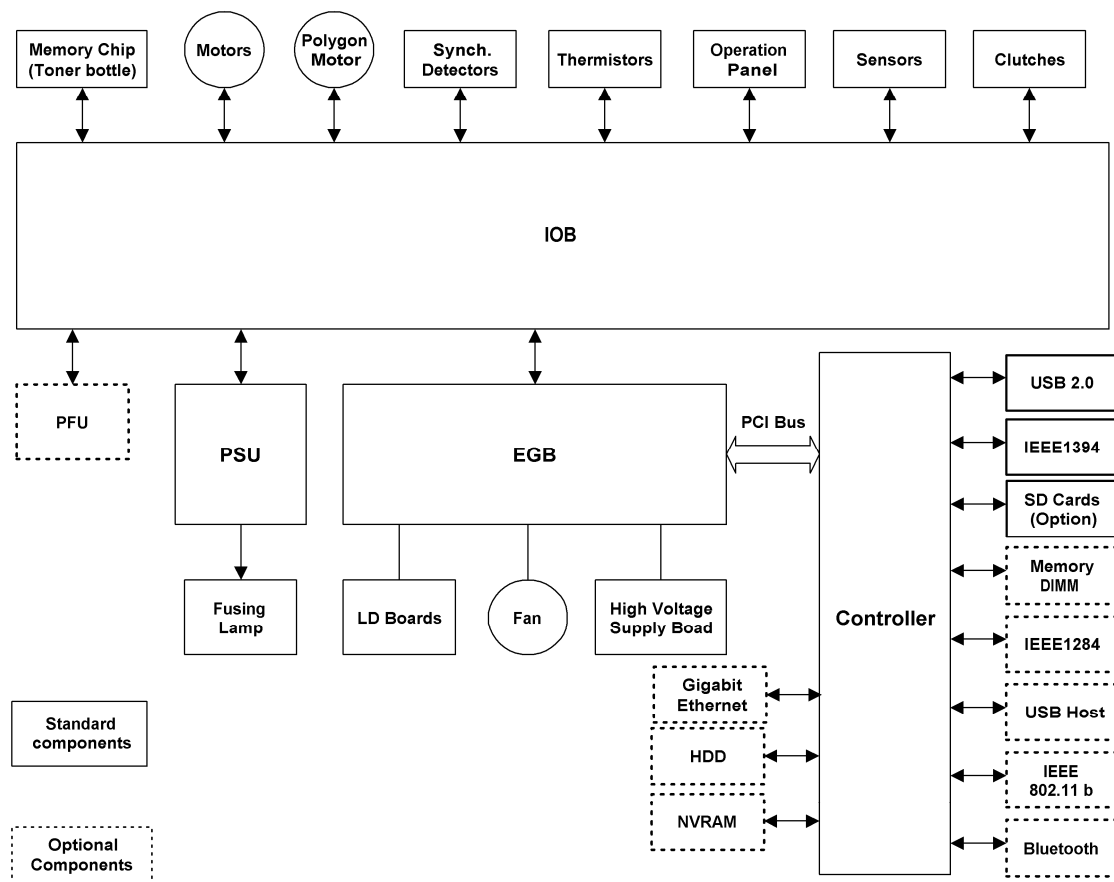 Memory Chip
(Toner bottle)
Motors
Polygon
Motor
Synch.
Detectors
Thermistors
Operation
Panel
Sensors
Clutches
IOB
PFU
PSU
EGB
PCI Bus
Fusing
Lamp
LD Boards
Fan
High Voltage
Supply Boad
Controller
USB 2.0
IEEE1394
SD Cards
(Option)
Memory
DIMM
IEEE1284
USB Host
IEEE
802.11 b
Bluetooth
Gigabit
Ethernet
HDD
NVRAM
Standard
components
Optional
Components